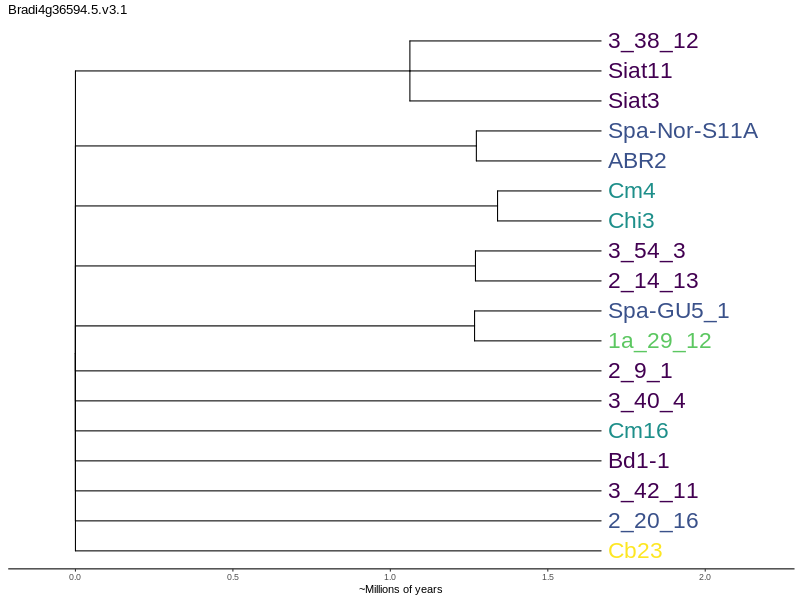 Bradi4g36594.5.v3.1
3_38_12
Siat11
Siat3
Spa-Nor-S11A
ABR2
Cm4
Chi3
3_54_3
2_14_13
Spa-GU5_1
1a_29_12
2_9_1
3_40_4
Cm16
Bd1-1
3_42_11
2_20_16
Cb23
0.0 0.5 1.0 1.5 2.0
~Millions of years